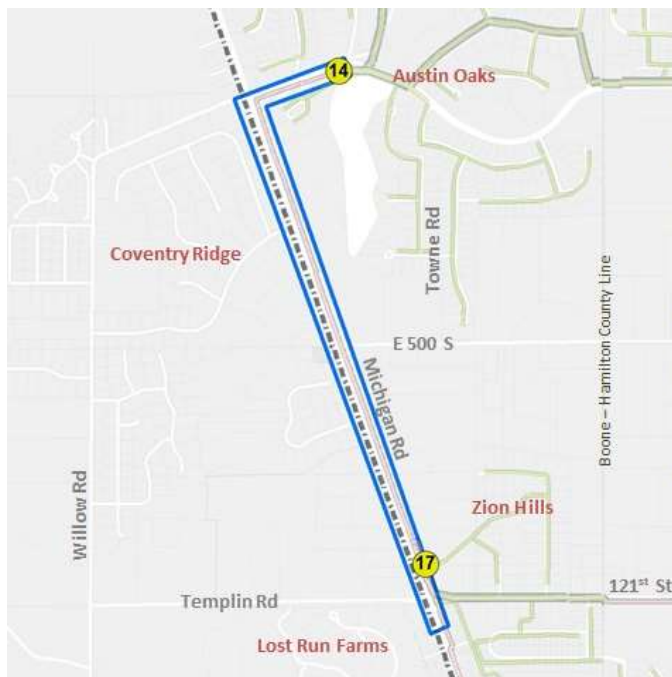 14
Austin Oaks
Coventry Ridge
Towne Rd
E 500 S
Michigan Rd
Boone – Hamilton County Line
Willow Rd
Zion Hills
17
121st St
Templin Rd
Lost Run Farms